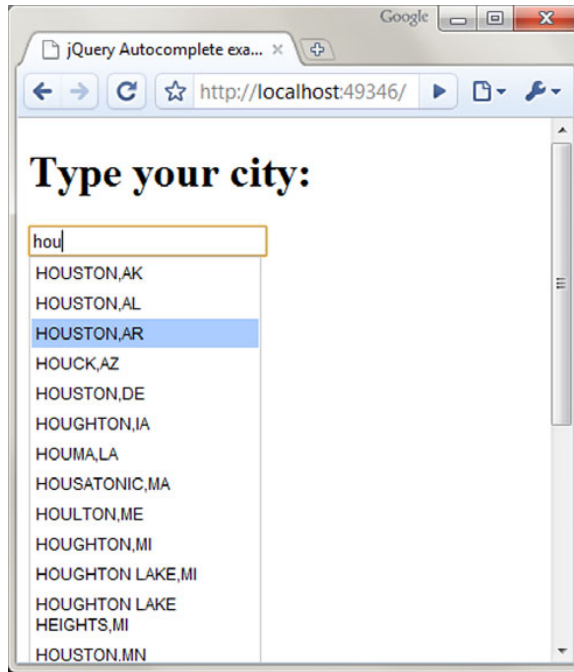 Google
jQuery Autocomplete exa...
http://localhost:49346/
Type your city:
hou
HOUSTON,AK
HOUSTON,AL
HOUSTON,AR
HOUCK,AZ
HOUSTON,DE
HOUGHTON,IA
HOUMA,LA
HOUSATONIC,MA
HOULTON,ME
HOUGHTON,MI
HOUGHTON LAKE,MI
HOUGHTON LAKE
HEIGHTS,MI
HOUSTON,MN